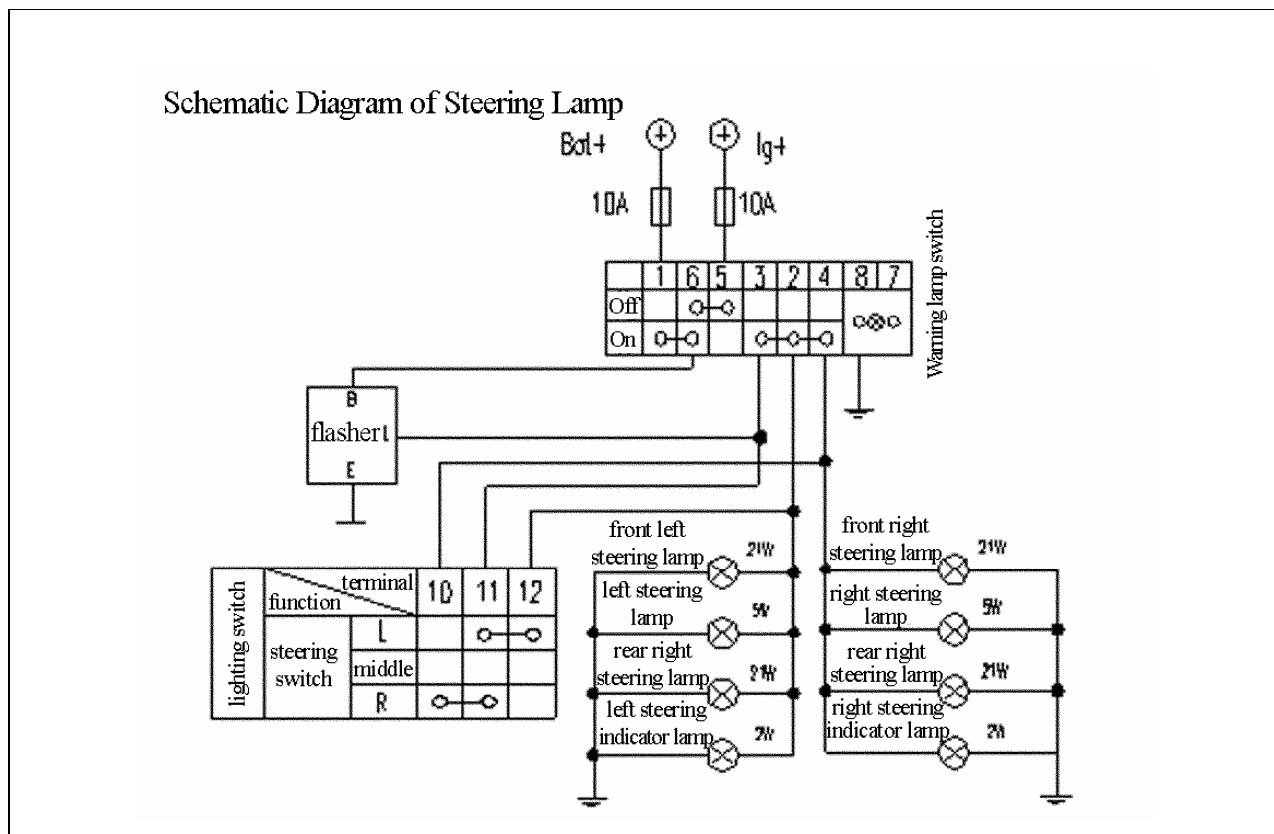 Schematic Diagram of Steering Lamp
Bat+
Ig+
10A
10A
Warning lamp switch
1 6 5 3 2 4 8 7
Off
On
B
flasher L
E
front left
steering lamp
21W
left steering
lamp
5W
rear right
steering lamp
21W
left steering
indicator lamp
2W
front right
steering lamp
21W
right steering
lamp
5W
rear right
steering lamp
21W
right steering
indicator lamp
2W
lighting switch
terminal
function
10 11 12
steering
switch
L
middle
R